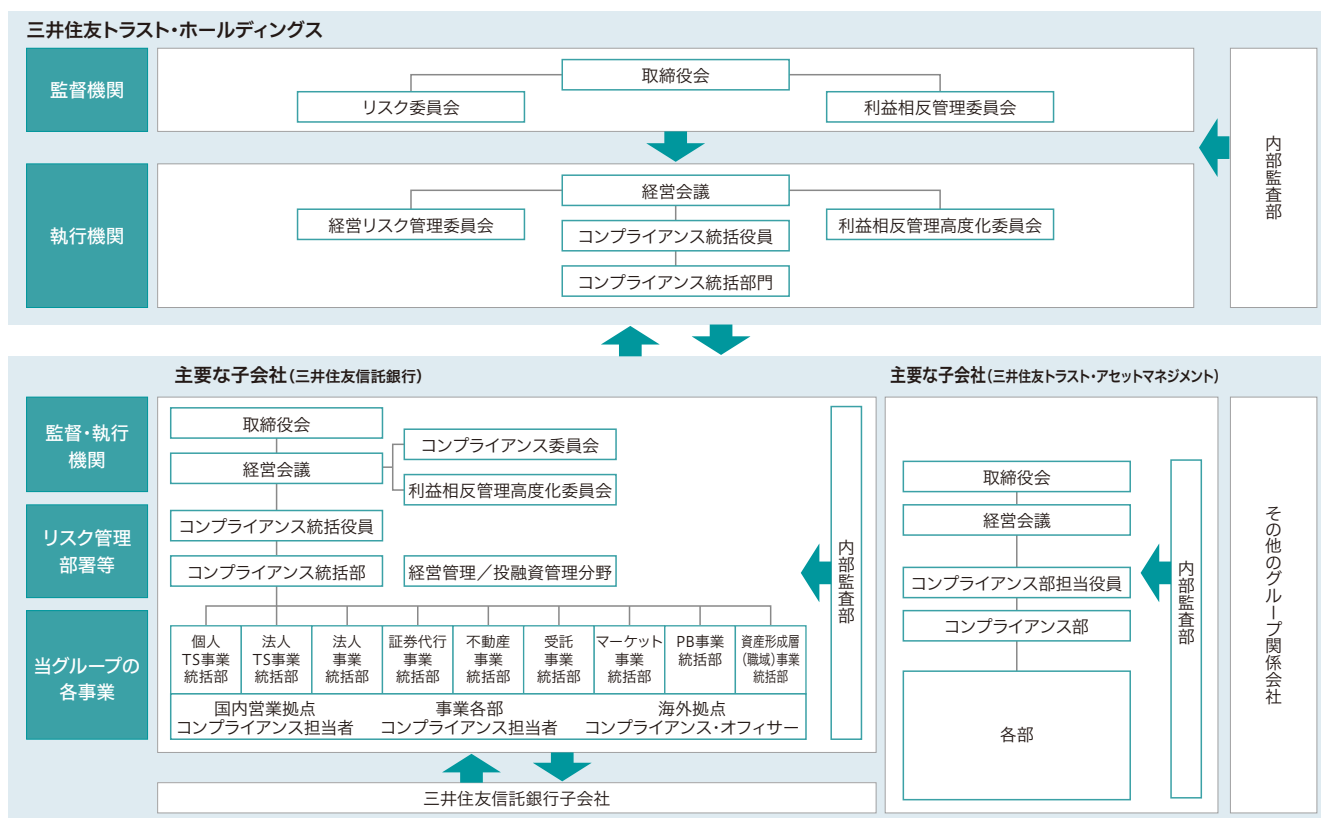 三井住友トラスト・ホールディングス
監督機関
取締役会
リスク委員会
利益相反管理委員会
内部監査部
執行機関
経営会議
経営リスク管理委員会
コンプライアンス統括役員
利益相反管理高度化委員会
コンプライアンス統括部門
主要な子会社(三井住友信託銀行)
監督・執行
機関
取締役会
コンプライアンス委員会
経営会議
利益相反管理高度化委員会
リスク管理
部署等
コンプライアンス統括役員
コンプライアンス統括部
経営管理／投融資管理分野
内部監査部
当グループの
各事業
個人
TS事業
統括部
法人
TS事業
統括部
法人
事業
統括部
証券代行
事業
統括部
不動産
事業
統括部
受託
事業
統括部
マーケット
事業
統括部
PB事業
統括部
資産形成層
(職域)事業
統括部
国内営業拠点
コンプライアンス担当者
事業各部
コンプライアンス担当者
海外拠点
コンプライアンス・オフィサー
三井住友信託銀行子会社
主要な子会社(三井住友トラスト・アセットマネジメント)
取締役会
経営会議
コンプライアンス部担当役員
コンプライアンス部
各部
内部監査部
その他のグループ関係会社